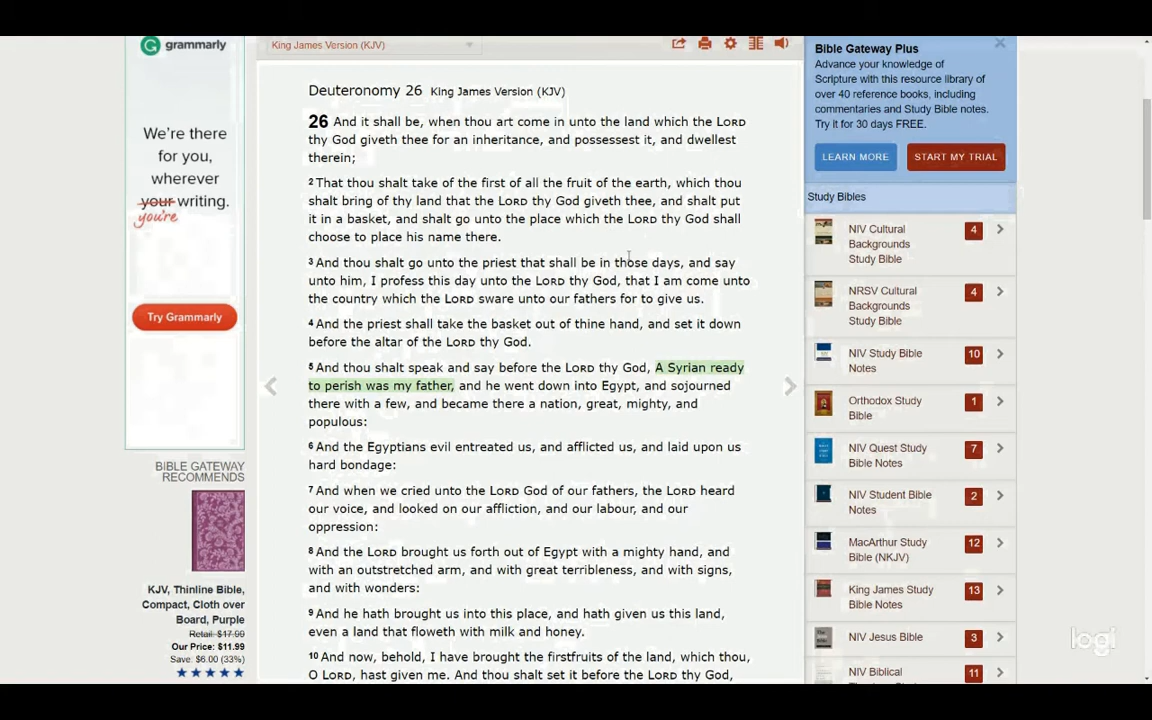 grammarly
We're there
for you,
wherever
your writing.
you're
Try Grammarly
BIBLE GATEWAY
RECOMMENDS
KJV, Thinline Bible,
Compact, Cloth over
Board, Purple
Retail: $17.99
Our Price: $11.99
Save: $6.00 (33%)
King James Version (KJV)
Deuteronomy 26 King James Version (KJV)
26 And it shall be, when thou art come in unto the land which the LORD
thy God giveth thee for an inheritance, and possessest it, and dwellest
therein;
2 That thou shalt take of the first of all the fruit of the earth, which thou
shalt bring of thy land that the LORD thy God giveth thee, and shalt put
it in a basket, and shalt go unto the place which the LORD thy God shall
choose to place his name there.
3 And thou shalt go unto the priest that shall be in those days, and say
unto him, I profess this day unto the LORD thy God, that I am come unto
the country which the LORD sware unto our fathers for to give us.
4 And the priest shall take the basket out of thine hand, and set it down
before the altar of the LORD thy God.
5 And thou shalt speak and say before the LORD thy God, A Syrian ready
to perish was my father, and he went down into Egypt, and sojourned
there with a few, and became there a nation, great, mighty, and
populous:
6 And the Egyptians evil entreated us, and afflicted us, and laid upon us
hard bondage:
7 And when we cried unto the LORD God of our fathers, the LORD heard
our voice, and looked on our affliction, and our labour, and our
oppression:
8 And the LORD brought us forth out of Egypt with a mighty hand, and
with an outstretched arm, and with great terribleness, and with signs,
and with wonders:
9 And he hath brought us into this place, and hath given us this land,
even a land that floweth with milk and honey.
10 And now, behold, I have brought the firstfruits of the land, which thou,
O LORD, hast given me. And thou shalt set it before the LORD thy God,
Bible Gateway Plus
Advance your knowledge of
Scripture with this resource library of
over 40 reference books, including
commentaries and Study Bible notes.
Try it for 30 days FREE.
LEARN MORE
START MY TRIAL
Study Bibles
NIV Cultural
Backgrounds
Study Bible
4
NRSV Cultural
Backgrounds
Study Bible
4
NIV Study Bible
Notes
10
Orthodox Study
Bible
1
NIV Quest Study
Bible Notes
7
NIV Student Bible
Notes
2
MacArthur Study
Bible (NKJV)
12
King James Study
Bible Notes
13
NIV Jesus Bible
3
NIV Biblical
11
logi